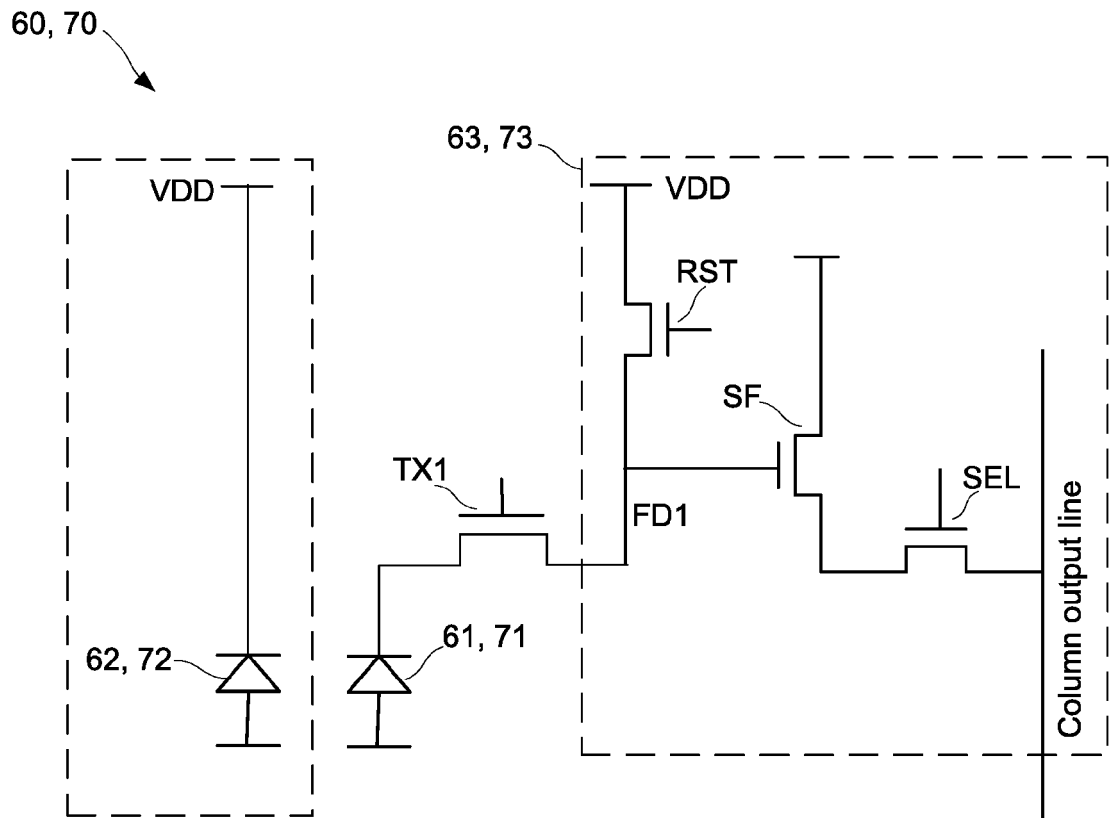 60, 70
63, 73
VDD
VDD
RST
SF
TX1
SEL
FD1
61, 71
62, 72
Column output line